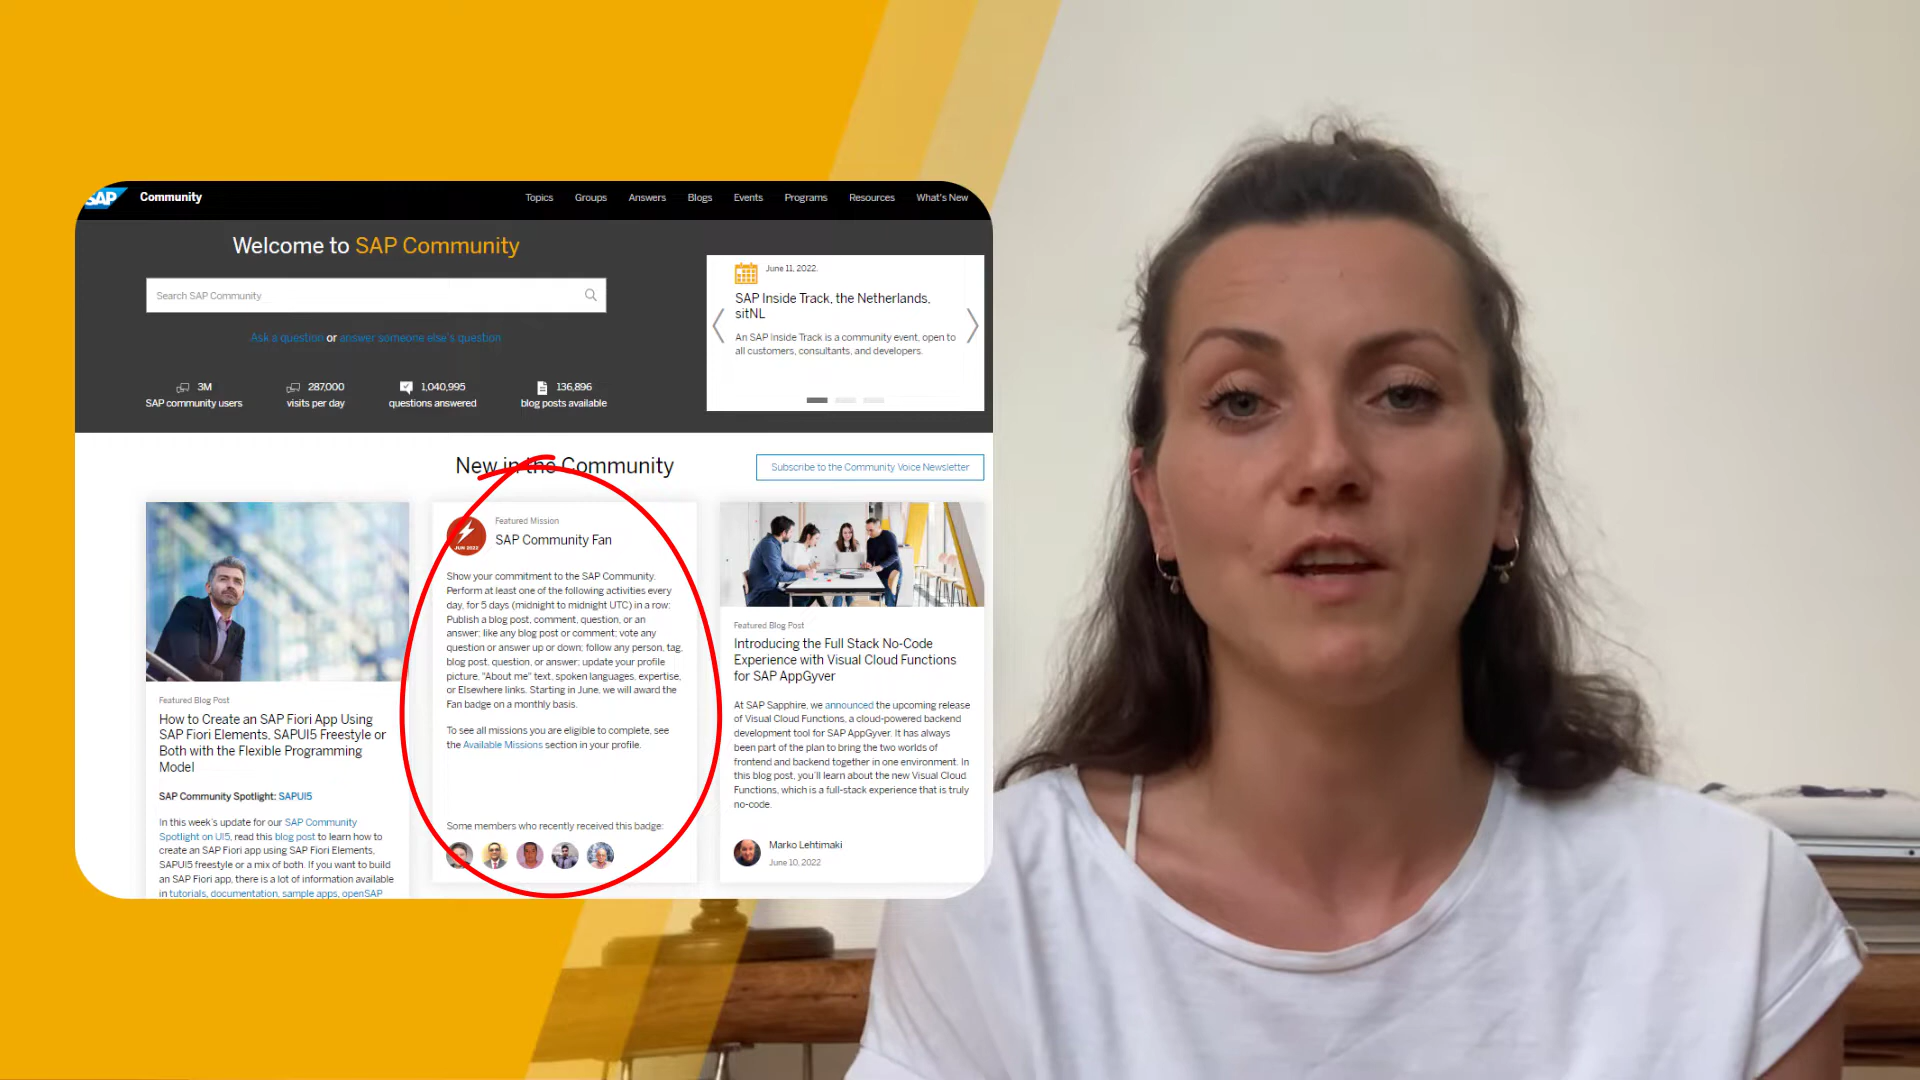 SAP Community
Topics Groups Answers Blogs Events Programs Resources What's New
Welcome to SAP Community
Search SAP Community
Ask a question or answer someone else's question
3M
SAP community users
287,000
visits per day
1,040,995
questions answered
136,896
blog posts available
June 11, 2022.
SAP Inside Track, the Netherlands,
sitNL
An SAP Inside Track is a community event, open to
all customers, consultants, and developers.
New in the Community
Subscribe to the Community Voice Newsletter
Featured Blog Post
How to Create an SAP Fiori App Using
SAP Fiori Elements, SAPUI5 Freestyle or
Both with the Flexible Programming
Model
SAP Community Spotlight: SAPUI5
In this week's update for our SAP Community
Spotlight on UI5, read this blog post to learn how to
create an SAP Fiori app using SAP Fiori Elements,
SAPUI5 freestyle or a mix of both. If you want to build
an SAP Fiori app, there is a lot of information available
in tutorials, documentation, sample apps, openSAP
JUN 2022
Featured Mission
SAP Community Fan
Show your commitment to the SAP Community.
Perform at least one of the following activities every
day, for 5 days (midnight to midnight UTC) in a row:
Publish a blog post, comment, question, or an
answer; like any blog post or comment; vote any
question or answer up or down; follow any person, tag,
blog post, question, or answer; update your profile
picture, "About me" text, spoken languages, expertise,
or Elsewhere links. Starting in June, we will award the
Fan badge on a monthly basis.
To see all missions you are eligible to complete, see
the Available Missions section in your profile.
Some members who recently received this badge:
Featured Blog Post
Introducing the Full Stack No-Code
Experience with Visual Cloud Functions
for SAP AppGyver
At SAP Sapphire, we announced the upcoming release
of Visual Cloud Functions, a cloud-powered backend
development tool for SAP AppGyver. It has always
been part of the plan to bring the two worlds of
frontend and backend together in one environment. In
this blog post, you'll learn about the new Visual Cloud
Functions, which is a full-stack experience that is truly
no-code.
Marko Lehtimaki
June 10, 2022